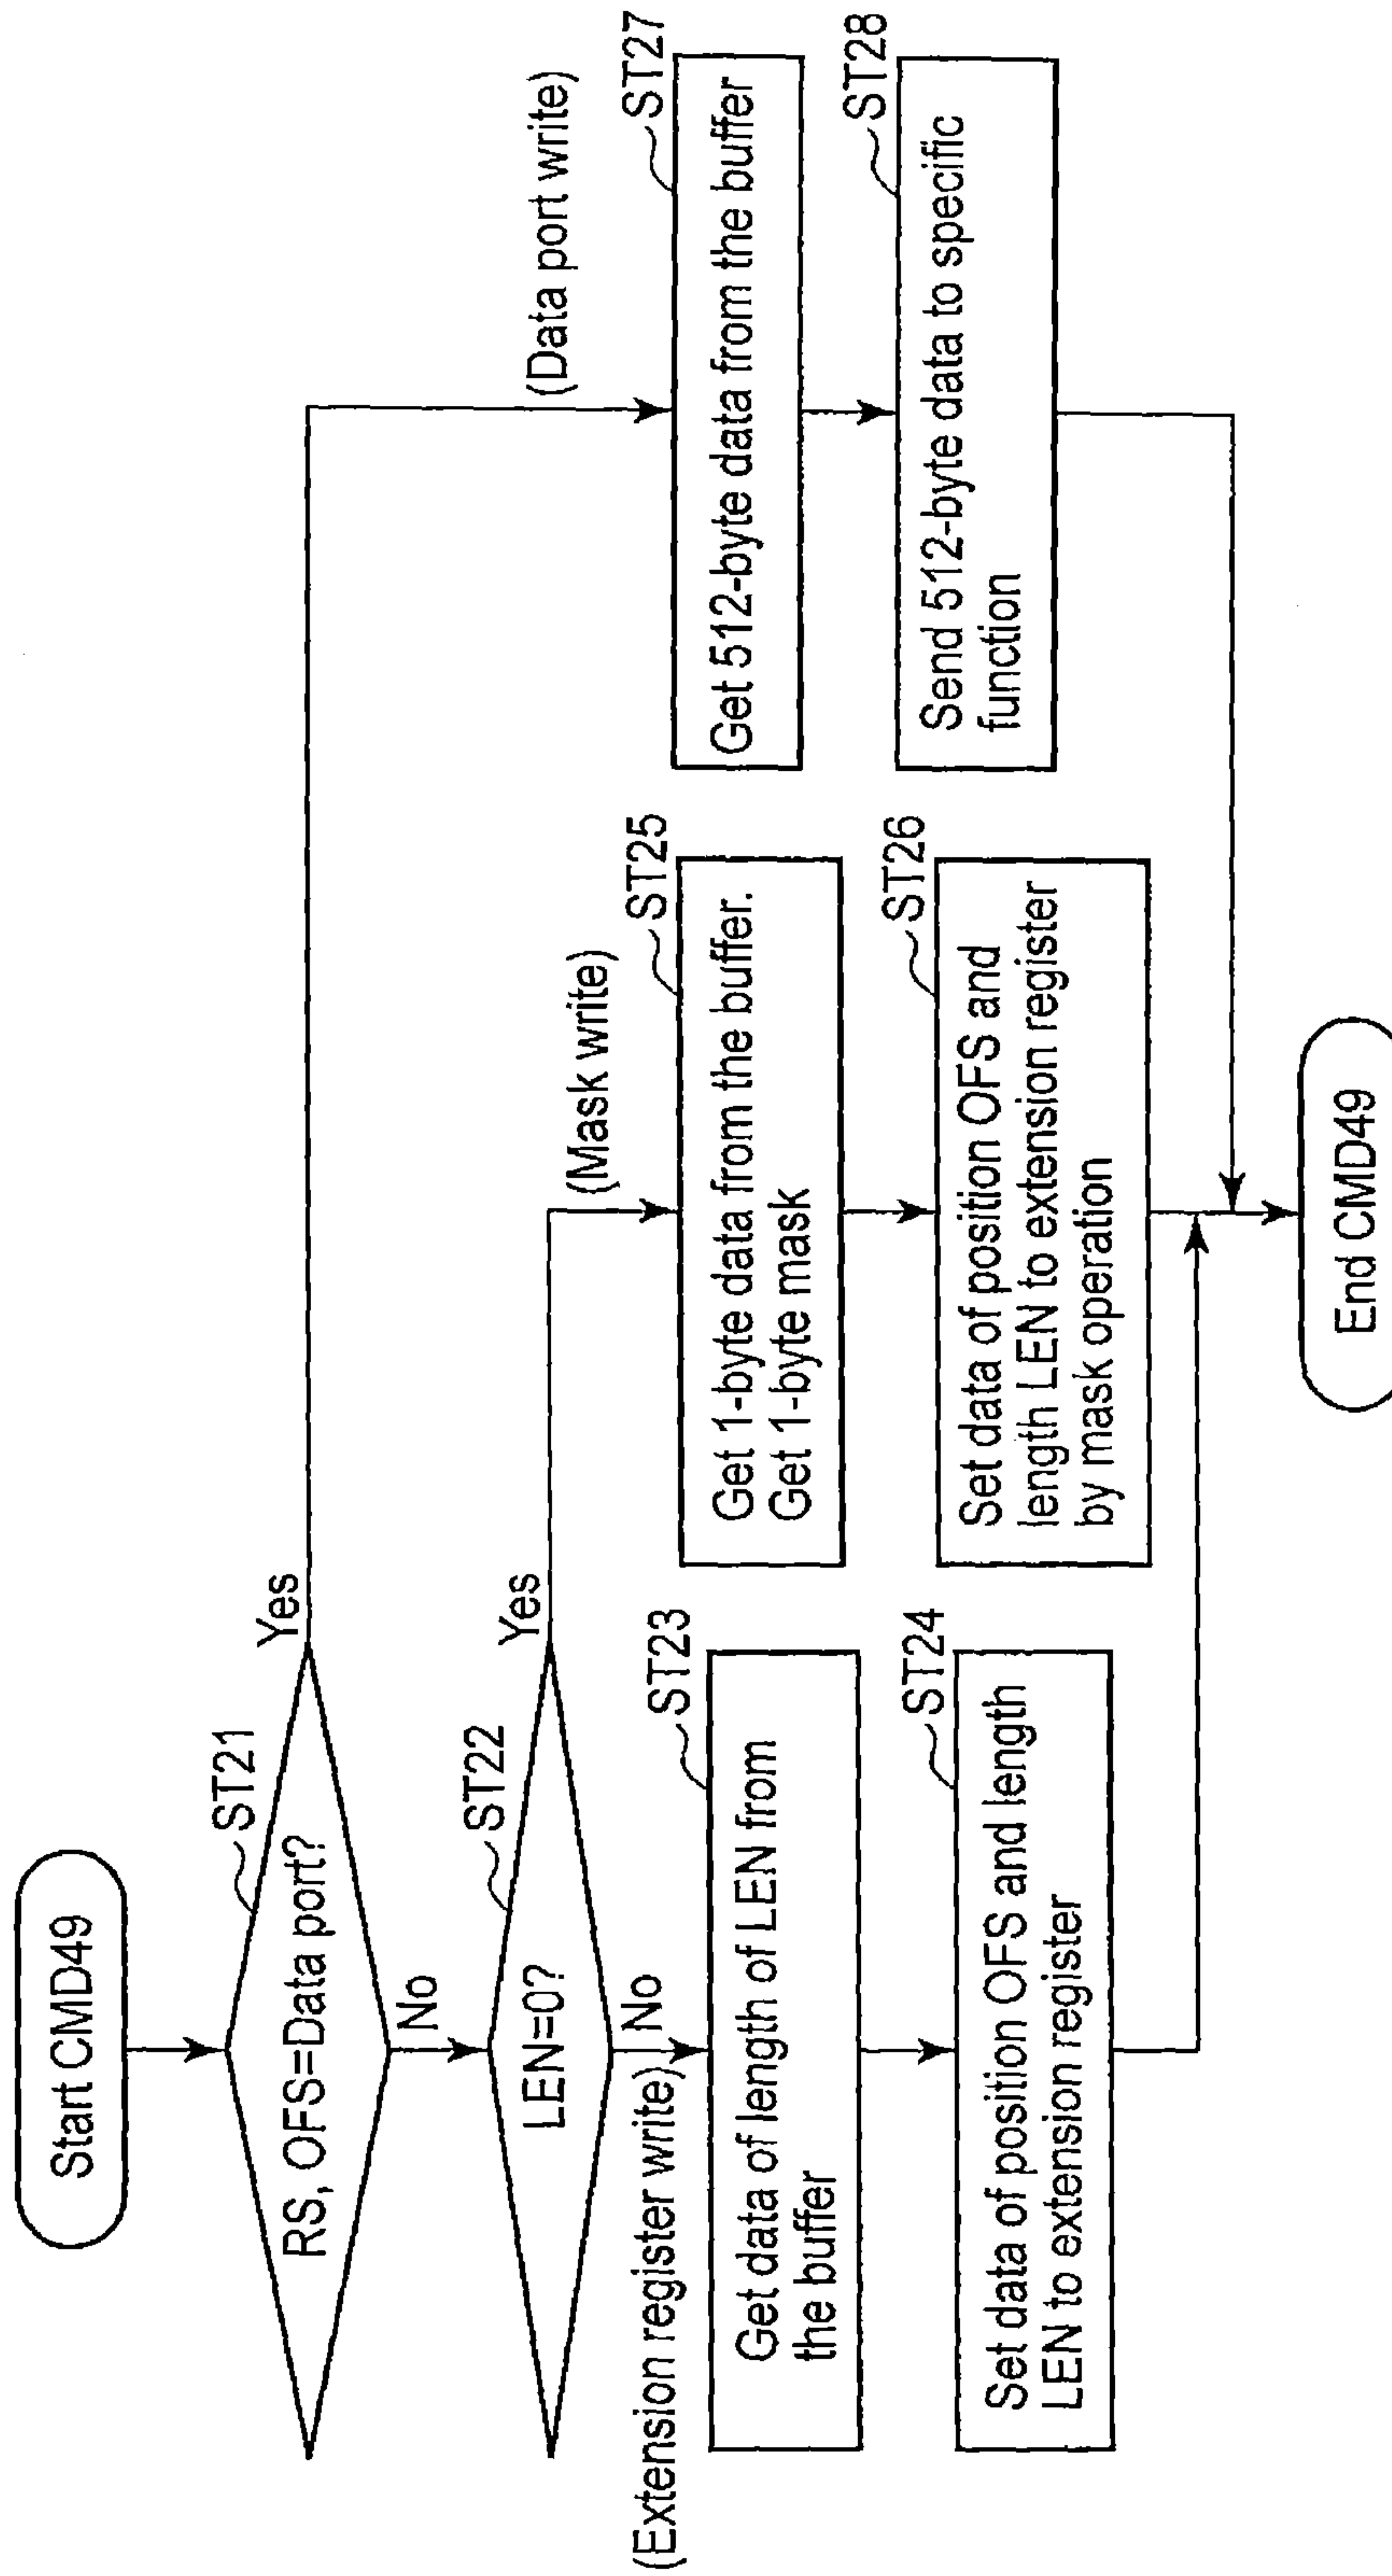 Start CMD49
ST21
RS, OFS=Data port?
Yes
No
ST22
LEN=0?
Yes
No
(Extension register write)
ST23
Get data of length of LEN from
the buffer
ST24
Set data of position OFS and length
LEN to extension register
(Mask write)
ST25
Get 1-byte data from the buffer.
Get 1-byte mask
ST26
Set data of position OFS and
length LEN to extension register
by mask operation
(Data port write)
ST27
Get 512-byte data from the buffer
ST28
Send 512-byte data to specific
function
End CMD49